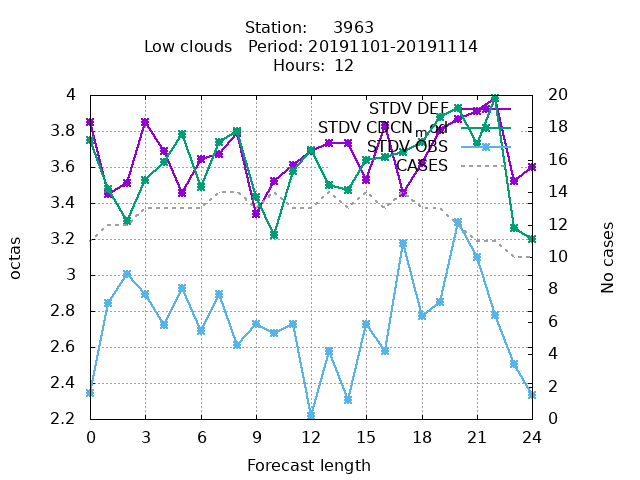 Station: 3963
Low clouds Period: 20191101-20191114
Hours: 12
4
3.8
3.6
3.4
3.2
3
2.8
2.6
2.4
2.2
octas
20
18
16
14
12
10
8
6
4
2
0
No cases
STDV DEF
STDV CDCN_mod
STDV OBS
CASES
0 3 6 9 12 15 18 21 24
Forecast length